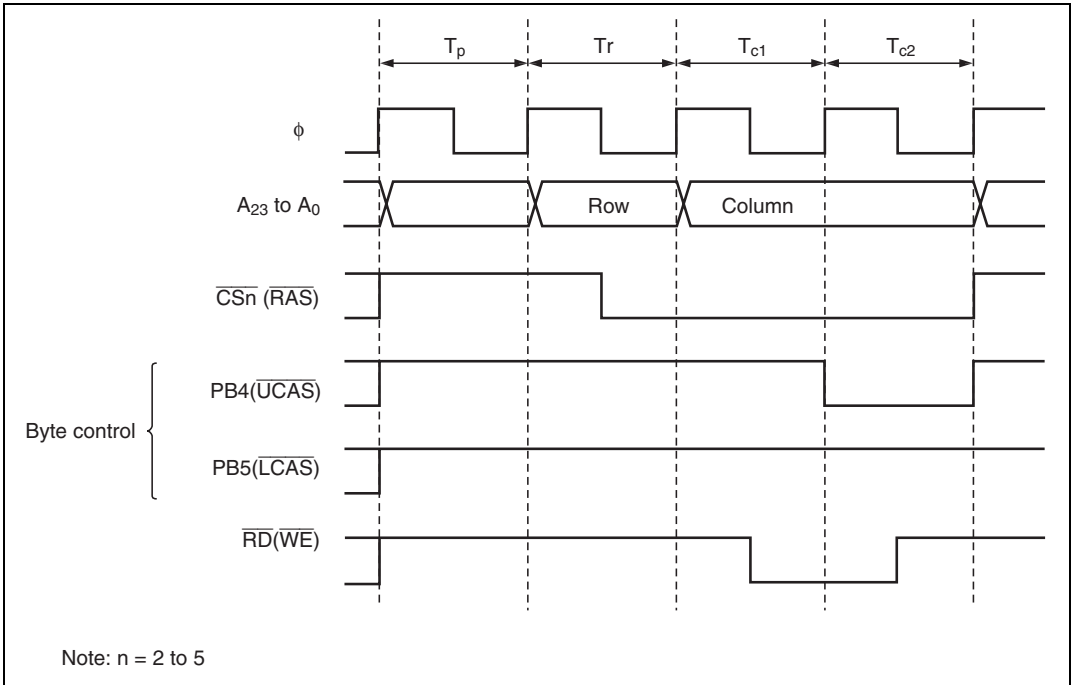 Tp Tr Tc1 Tc2
φ
A23 to A0 Row Column
CSn (RAS)
PB4(UCAS)
Byte control
PB5(LCAS)
RD(WE)
Note: n = 2 to 5